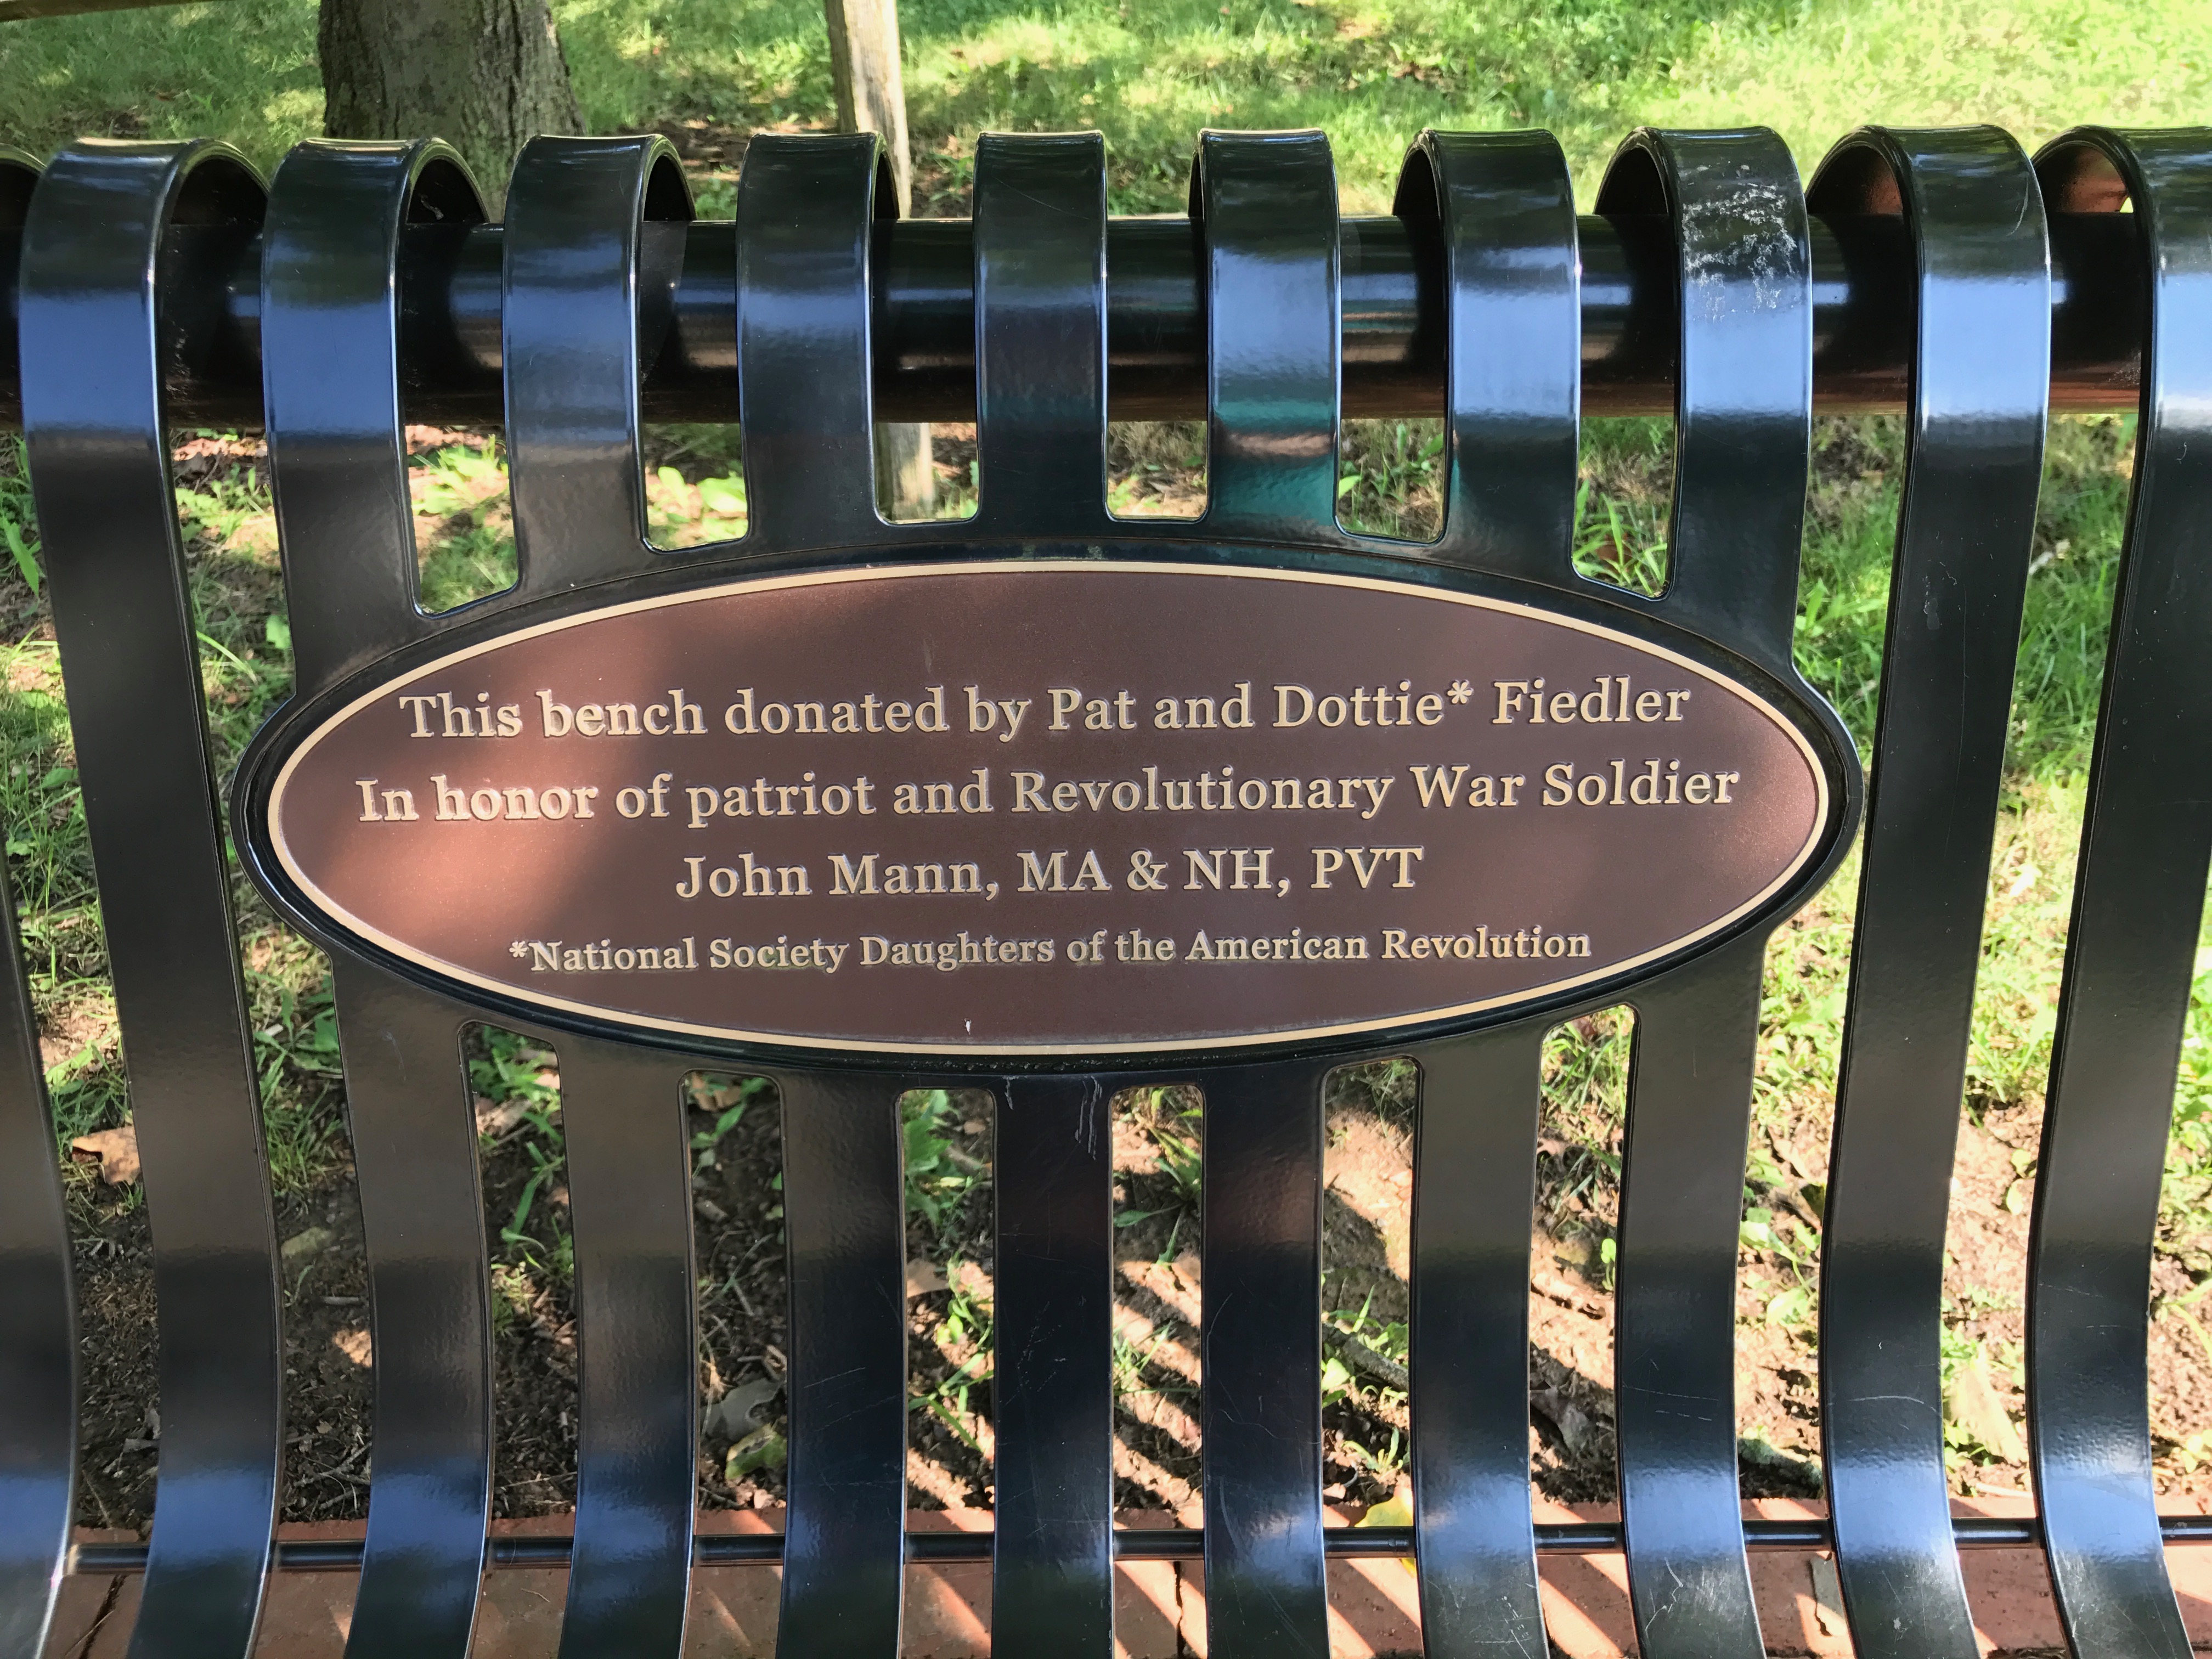 This bench donated by Pat and Dottie* Fiedler
In honor of patriot and Revolutionary War Soldier
John Mann, MA & NH, PVT
*National Society Daughters of the American Revolution